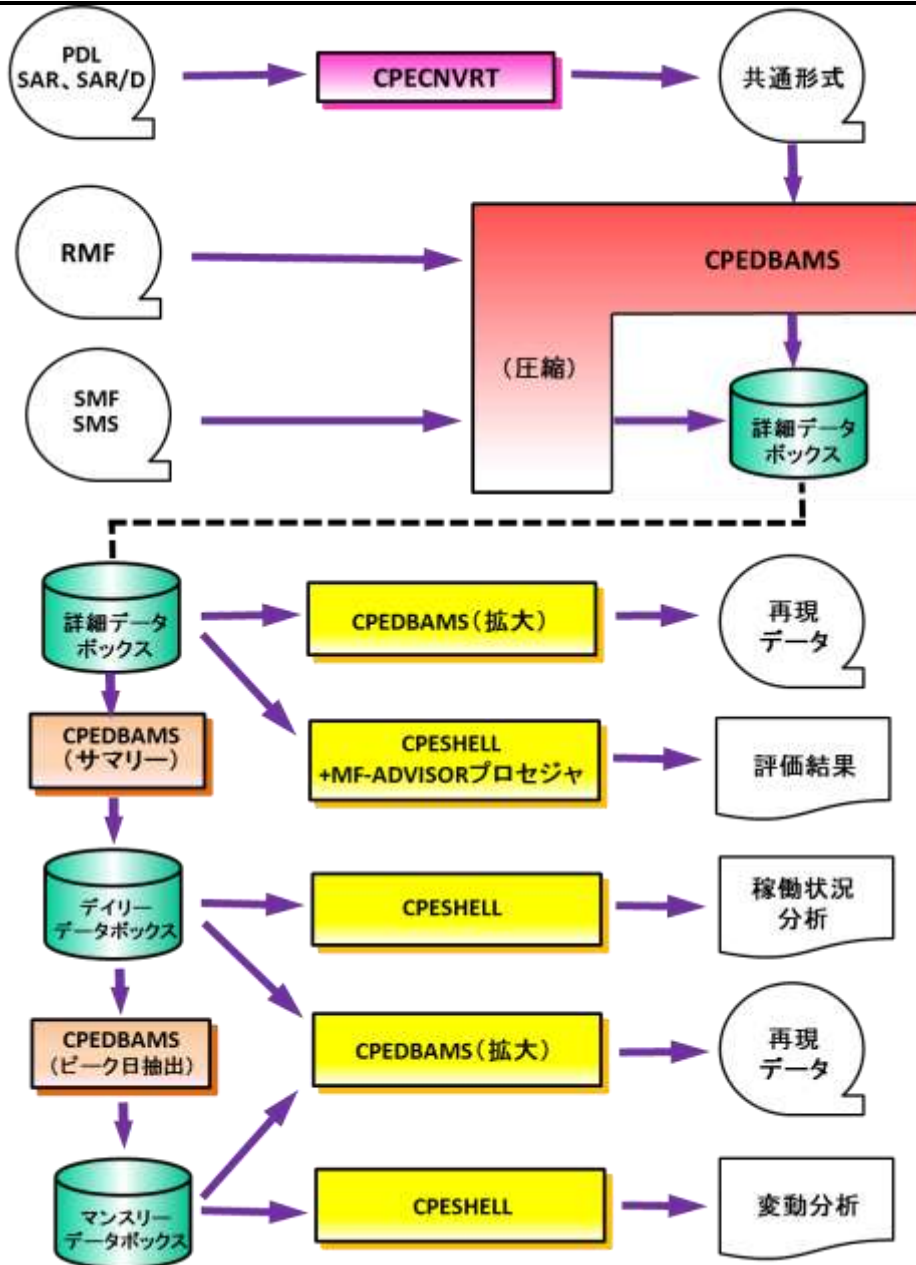 PDL
SAR、SAR/D
CPECNVRT
共通形式
RMF
CPEDBAMS
(圧縮)
SMF
SMS
詳細データ
ボックス
詳細データ
ボックス
CPEDBAMS(拡大)
再現
データ
CPEDBAMS
(サマリー)
CPESHELL
+MF-ADVISORプロセジャ
評価結果
デイリー
データボックス
CPESHELL
稼働状況
分析
CPEDBAMS
(ピーク日抽出)
CPEDBAMS(拡大)
再現
データ
マンスリー
データボックス
CPESHELL
変動分析